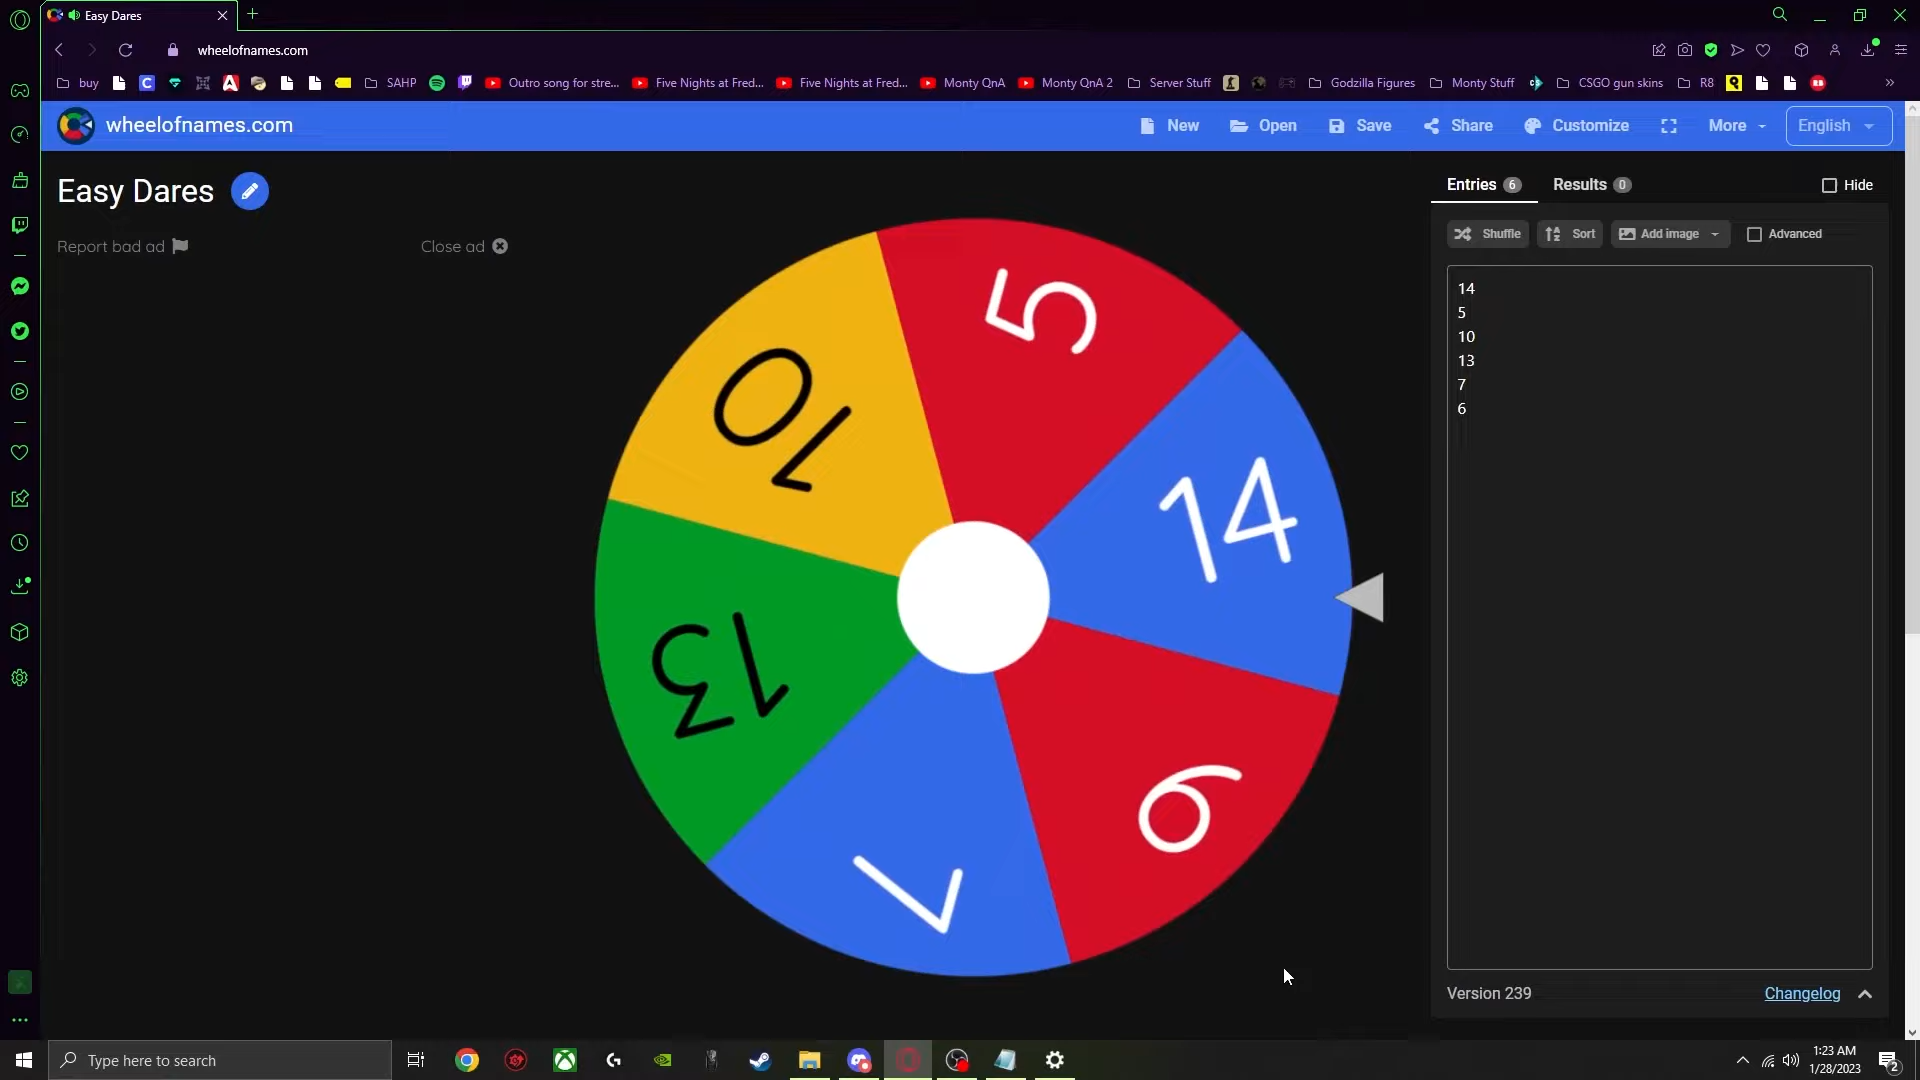 Easy Dares
wheelofnames.com
buy
SAHP
Outro song for stre...
Five Nights at Fred...
Five Nights at Fred...
Monty QnA
Monty QnA 2
Server Stuff
Godzilla Figures
Monty Stuff
CSGO gun skins
R8
wheelofnames.com
New
Open
Save
Share
Customize
More
English
Easy Dares
Report bad ad
Close ad
Entries 6
Results 0
Hide
Shuffle
Sort
Add image
Advanced
14
5
10
13
7
6
5
14
6
7
13
10
Version 239
Changelog
Type here to search
1:23 AM
1/28/2023
2